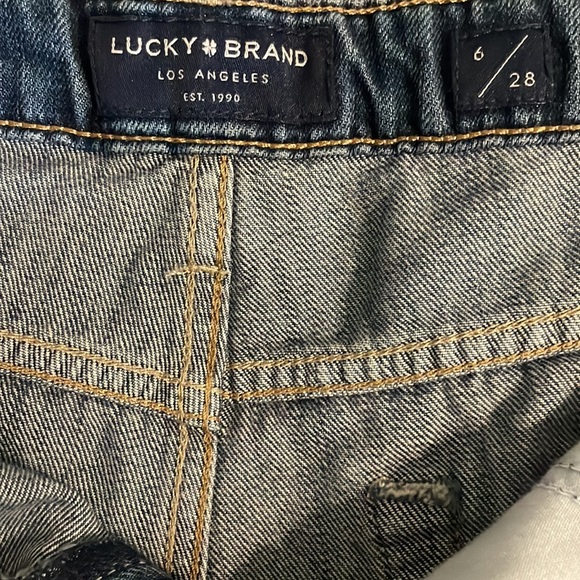 LUCKY BRAND
LOS ANGELES
EST. 1990
6/28